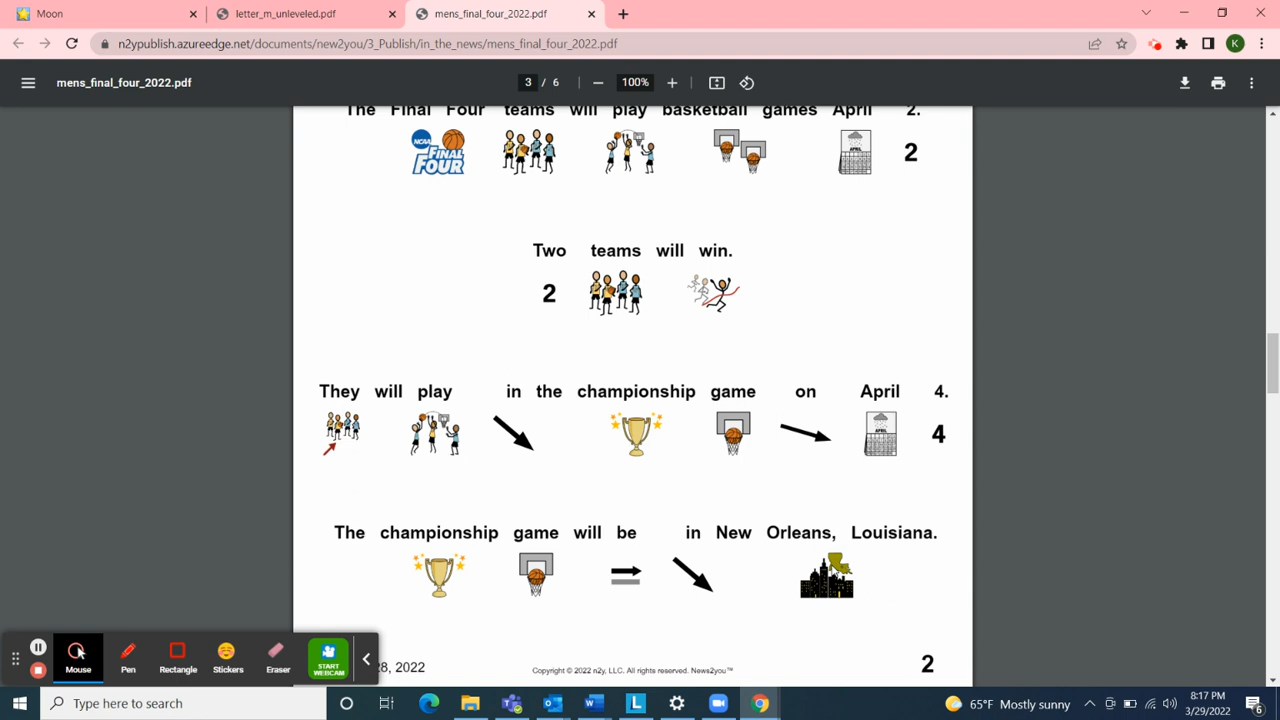 Moon
letter_m_unleveled.pdf
mens_final_four_2022.pdf
n2ypublish.azureedge.net/documents/new2you/3_Publish/in_the_news/mens_final_four_2022.pdf
K
mens_final_four_2022.pdf
3 / 6
100%
The Final Four teams will play basketball games April 2.
NCAA FINAL FOUR
APRIL
2
Two teams will win.
2
They will play in the championship game on April 4.
APRIL
4
The championship game will be in New Orleans, Louisiana.
Mouse
Pen
Rectangle
Stickers
Eraser
START WEBCAM
28, 2022
Copyright © 2022 n2y, LLC. All rights reserved. News2you™
2
Type here to search
L
65°F Mostly sunny
8:17 PM
3/29/2022
6